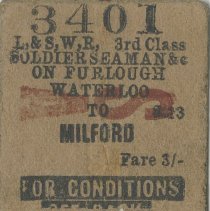 3401
L.&S.W.R. 3rd Class
SOLDIER SEAMAN &c
ON FURLOUGH
WATERLOO
TO
MILFORD
Fare 3/-
FOR CONDITIONS